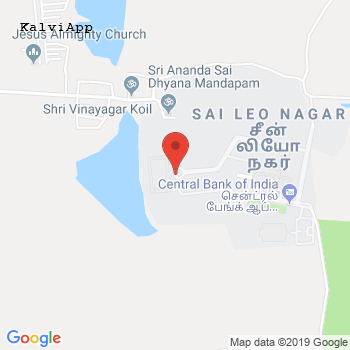 KalviApp
Jesus Almighty Church
Sri Ananda Sai
Dhyana Mandapam
Shri Vinayagar Koil
SAI LEO NAGAR
சீன்
லியோ
நகர்
Central Bank of India
சென்ட்ரல்
பேங்க் ஆப்...
Google
Map data ©2019 Google